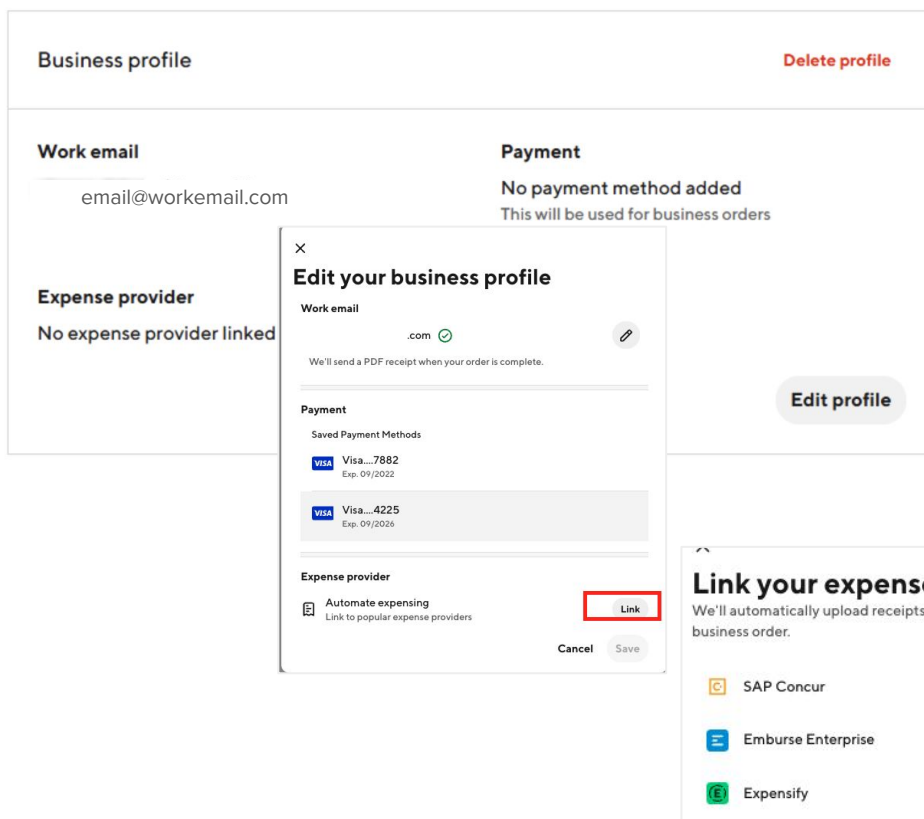 Business profile
Delete profile
Work email
email@workemail.com
Payment
No payment method added
This will be used for business orders
Expense provider
No expense provider linked
Edit profile
Edit your business profile
Work email
.com
We'll send a PDF receipt when your order is complete.
Payment
Saved Payment Methods
VISA Visa....7882
Exp. 09/2022
VISA Visa....4225
Exp. 09/2026
Expense provider
Automate expensing
Link to popular expense providers
Link
Cancel Save
Link your expens
We'll automatically upload receipts
business order.
SAP Concur
Emburse Enterprise
Expensify